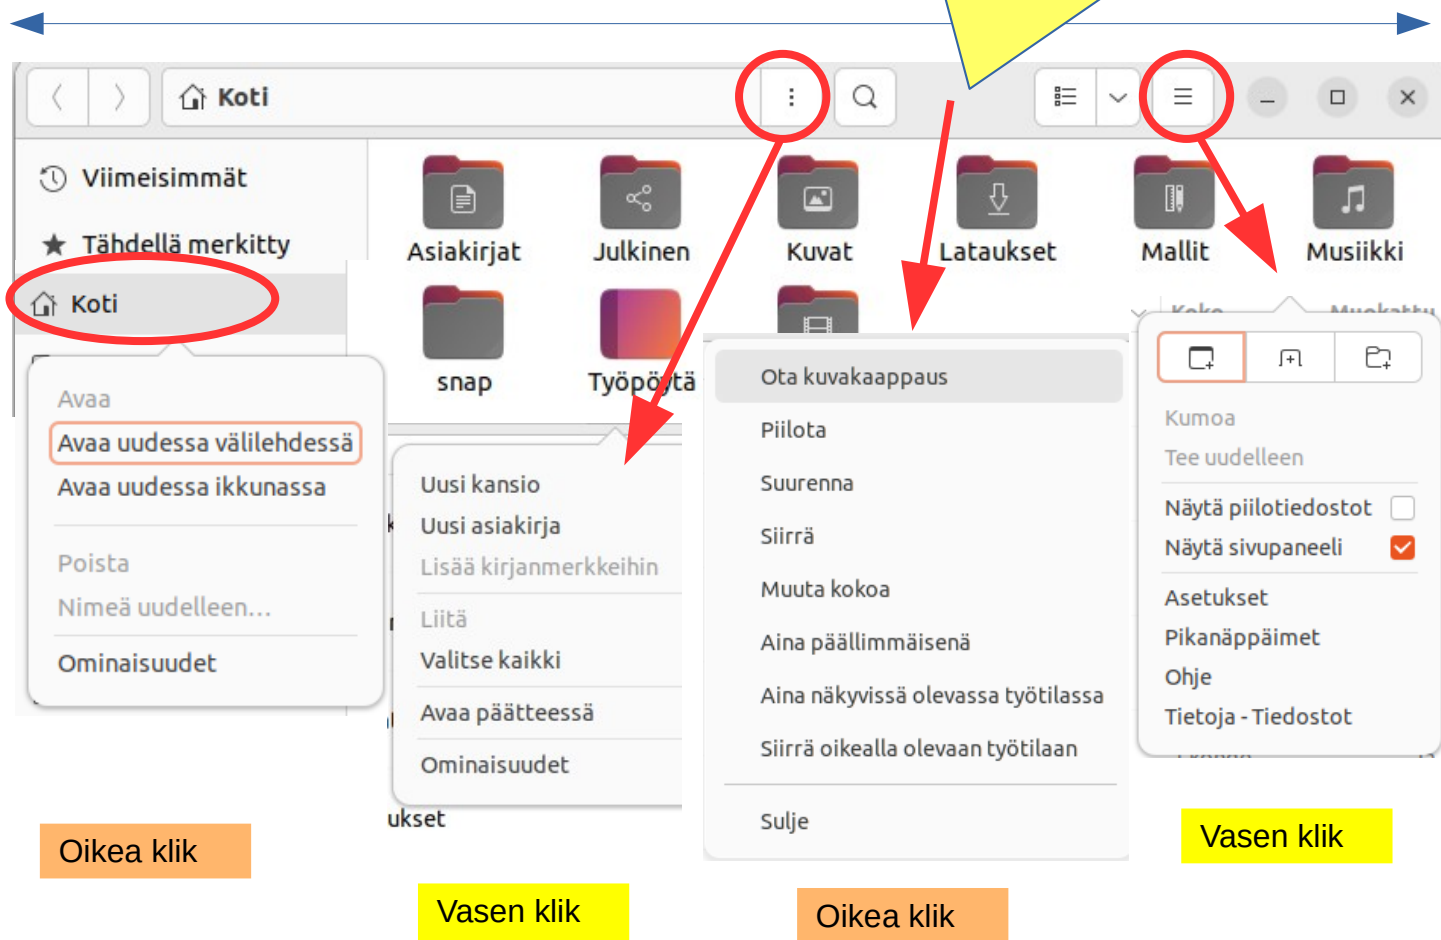 Koti
Viimeisimmät
Tähdellä merkitty
Koti
Asiakirjat
Julkinen
Kuvat
Lataukset
Mallit
Musiikki
snap
Työpöytä
Avaa
Avaa uudessa välilehdessä
Avaa uudessa ikkunassa
Poista
Nimeä uudelleen...
Ominaisuudet
Uusi kansio
Uusi asiakirja
Lisää kirjanmerkkeihin
Liitä
Valitse kaikki
Avaa päätteessä
Ominaisuudet
ukset
Ota kuvakaappaus
Piilota
Suurenna
Siirrä
Muuta kokoa
Aina päällimmäisenä
Aina näkyvissä olevassa työtilassa
Siirrä oikealla olevaan työtilaan
Sulje
Koko
Muokattu
Kumoa
Tee uudelleen
Näytä piilotiedostot
Näytä sivupaneeli
Asetukset
Pikanäppäimet
Ohje
Tietoja - Tiedostot
Oikea klik
Vasen klik
Oikea klik
Vasen klik